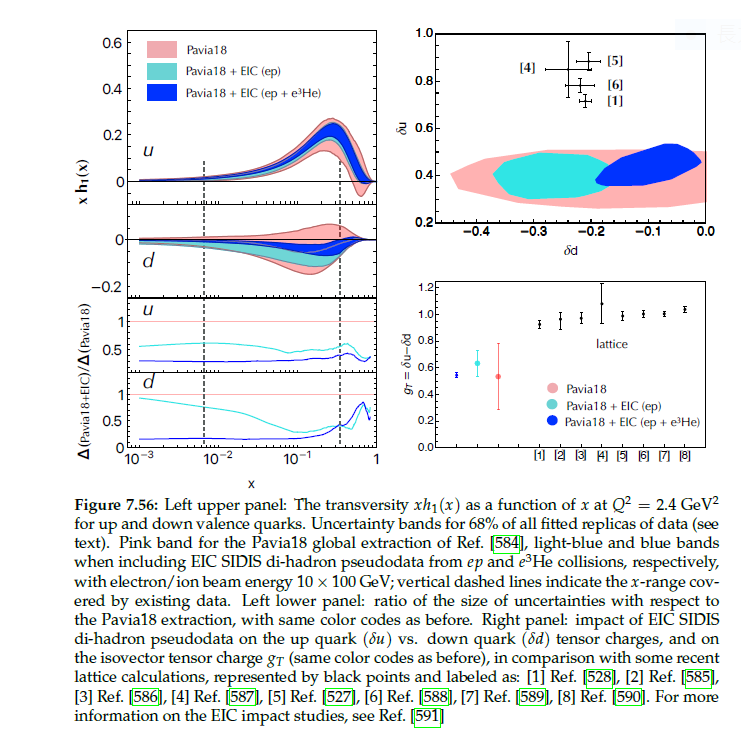 0.6
0.4
0.2
0
x h₁(x)
Pavia18
Pavia18 + EIC (ep)
Pavia18 + EIC (ep + e³He)
u
0
−0.2
d
u
1
0.5
d
1
0.5
0
Δ(Pavia18+EIC)/Δ(Pavia18)
10⁻³ 10⁻² 10⁻¹ 1
x
1.0
0.8
0.6
0.4
0.2
δu
[4]
[5]
[6]
[1]
−0.4 −0.3 −0.2 −0.1 0.0
δd
1.2
1.0
0.8
0.6
0.4
0.2
0.0
g_T = δu−δd
lattice
Pavia18
Pavia18 + EIC (ep)
Pavia18 + EIC (ep + e³He)
[1] [2] [3] [4] [5] [6] [7] [8]
Figure 7.56: Left upper panel: The transversity xh₁(x) as a function of x at Q² = 2.4 GeV²
for up and down valence quarks. Uncertainty bands for 68% of all fitted replicas of data (see
text). Pink band for the Pavia18 global extraction of Ref. [584], light-blue and blue bands
when including EIC SIDIS di-hadron pseudodata from ep and e³He collisions, respectively,
with electron/ion beam energy 10 × 100 GeV; vertical dashed lines indicate the x-range cov-
ered by existing data. Left lower panel: ratio of the size of uncertainties with respect to
the Pavia18 extraction, with same color codes as before. Right panel: impact of EIC SIDIS
di-hadron pseudodata on the up quark (δu) vs. down quark (δd) tensor charges, and on
the isovector tensor charge g_T (same color codes as before), in comparison with some recent
lattice calculations, represented by black points and labeled as: [1] Ref. [528], [2] Ref. [585],
[3] Ref. [586], [4] Ref. [587], [5] Ref. [527], [6] Ref. [588], [7] Ref. [589], [8] Ref. [590]. For more
information on the EIC impact studies, see Ref. [591]